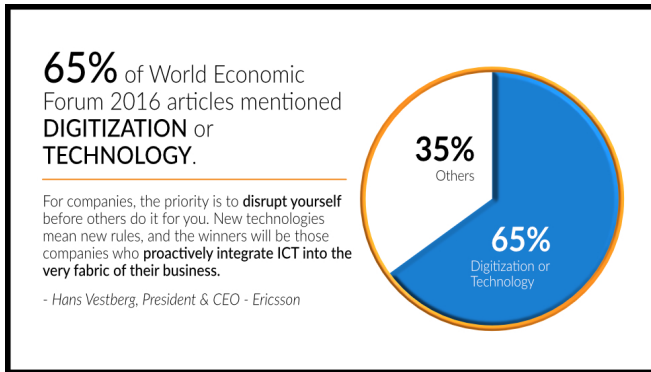 65% of World Economic
Forum 2016 articles mentioned
DIGITIZATION or
TECHNOLOGY.
For companies, the priority is to disrupt yourself
before others do it for you. New technologies
mean new rules, and the winners will be those
companies who proactively integrate ICT into the
very fabric of their business.
- Hans Vestberg, President & CEO - Ericsson
35%
Others
65%
Digitization or
Technology